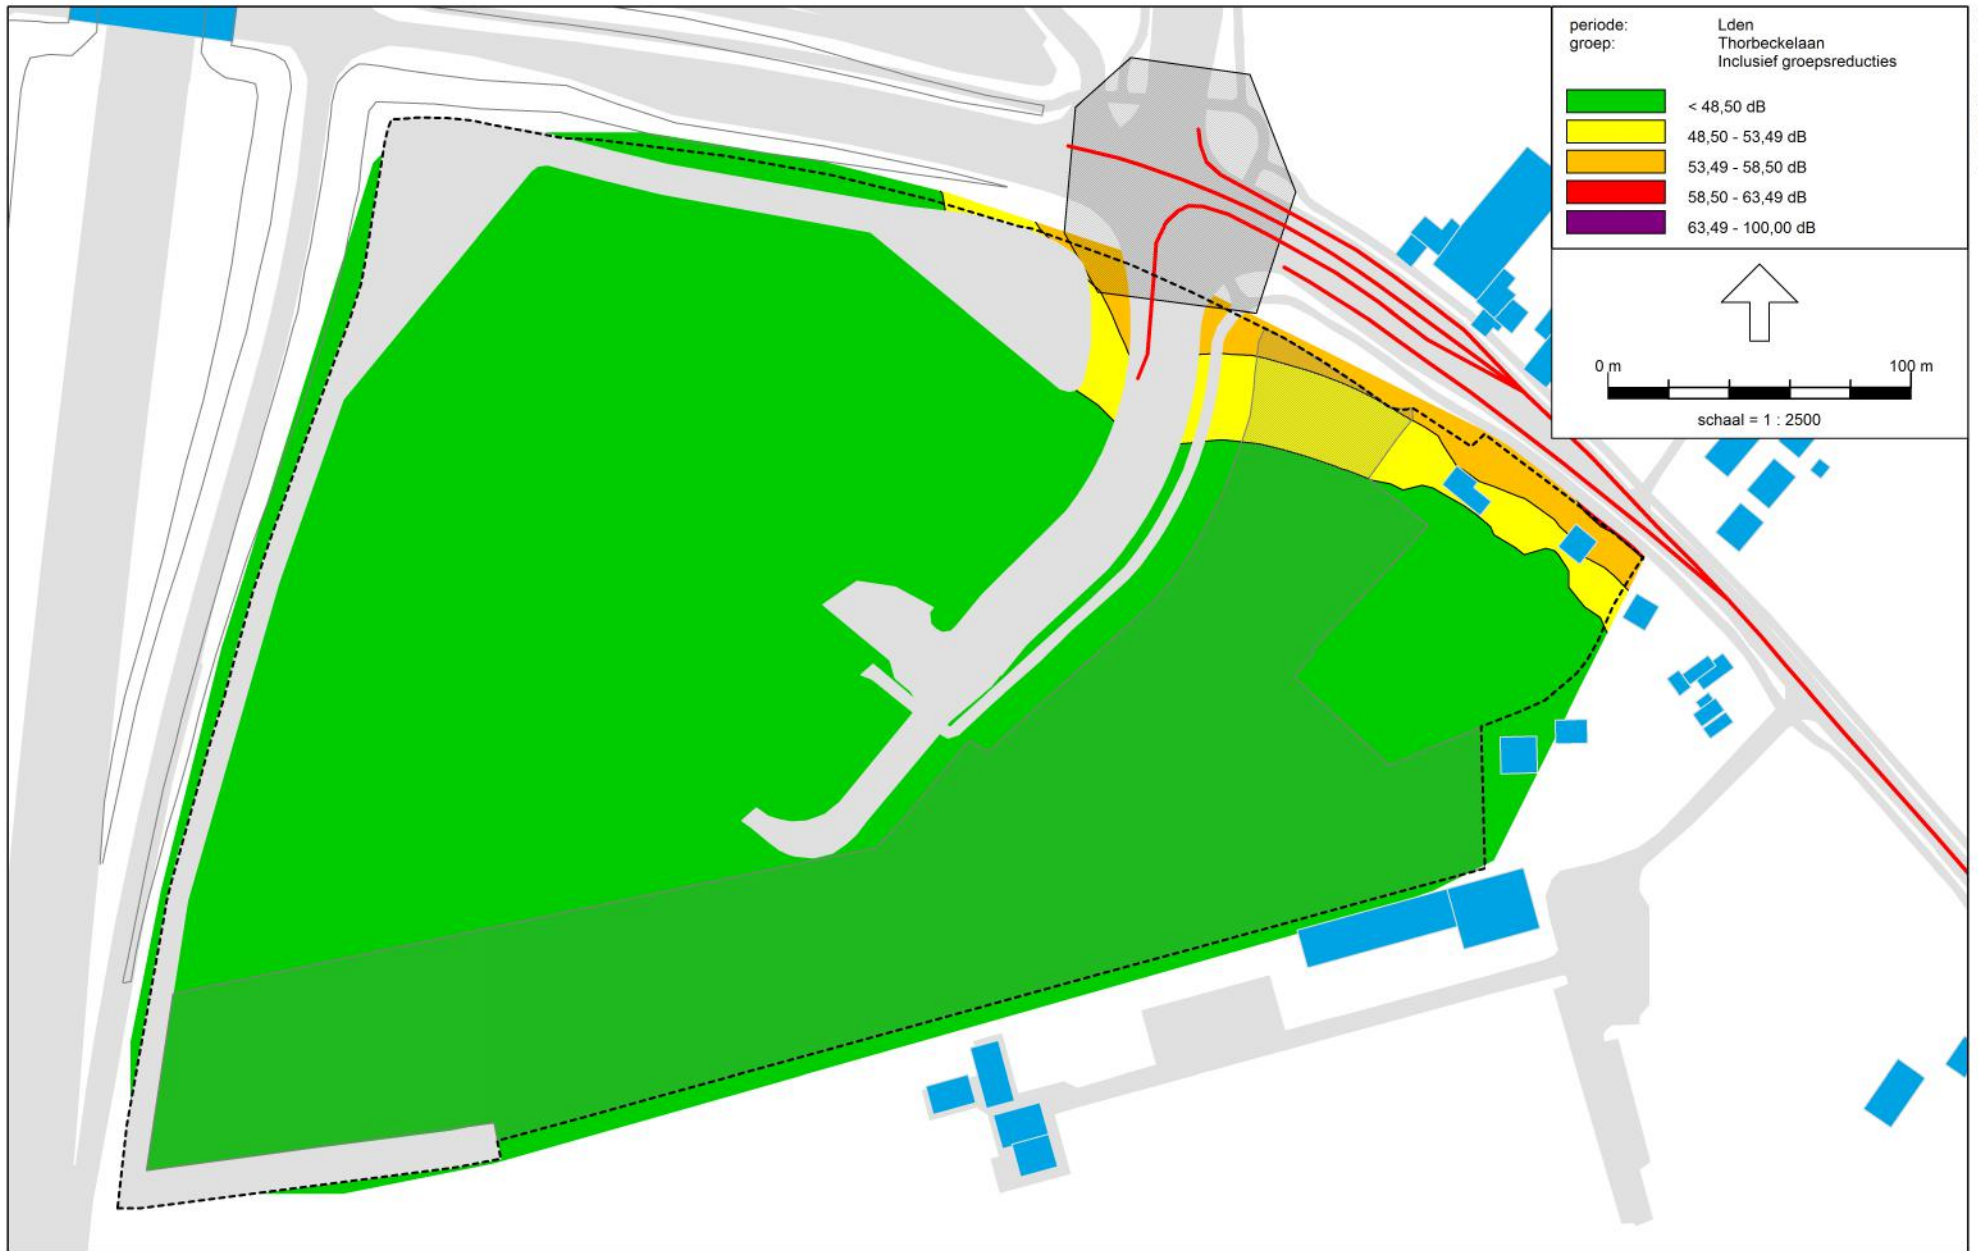 periode: Lden
groep: Thorbeckelaan
Inclusief groepsreducties
< 48,50 dB
48,50 - 53,49 dB
53,49 - 58,50 dB
58,50 - 63,49 dB
63,49 - 100,00 dB
0 m 100 m
schaal = 1 : 2500